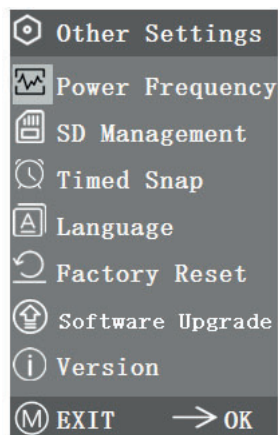 Other Settings
Power Frequency
SD Management
Timed Snap
A Language
Factory Reset
Software Upgrade
i Version
M EXIT → OK